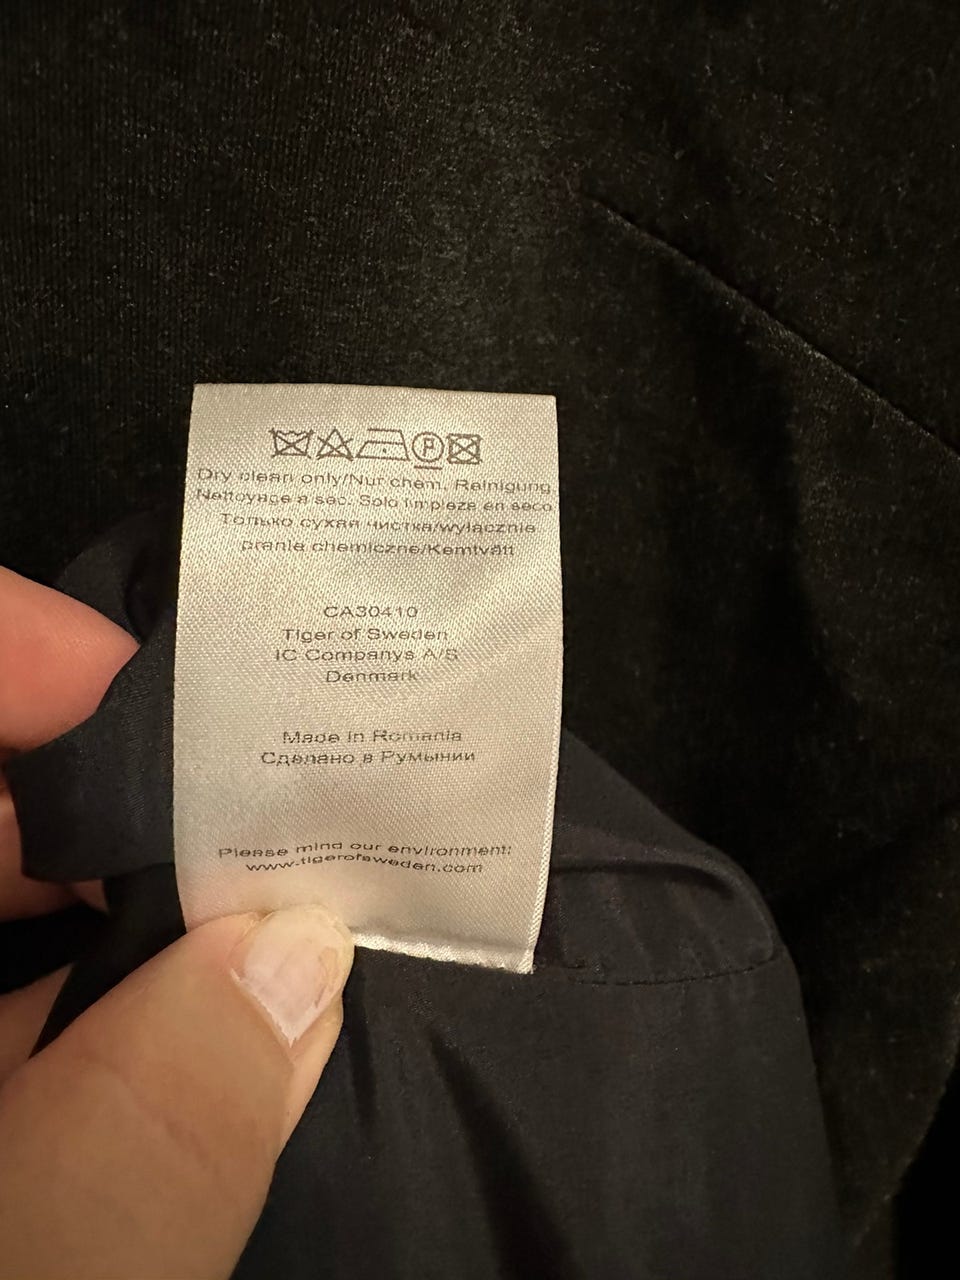 P
Dry clean only/Nur chem. Reinigung
Nettoyage a sec. Solo limpieza en seco
Только сухая чистка/wyłącznie
pranie chemiczne/Kemtvätt
CA30410
Tiger of Sweden
IC Companys A/S
Denmark
Made in Romania
Сделано в Румынии
Please mind our environment:
www.tigerofsweden.com